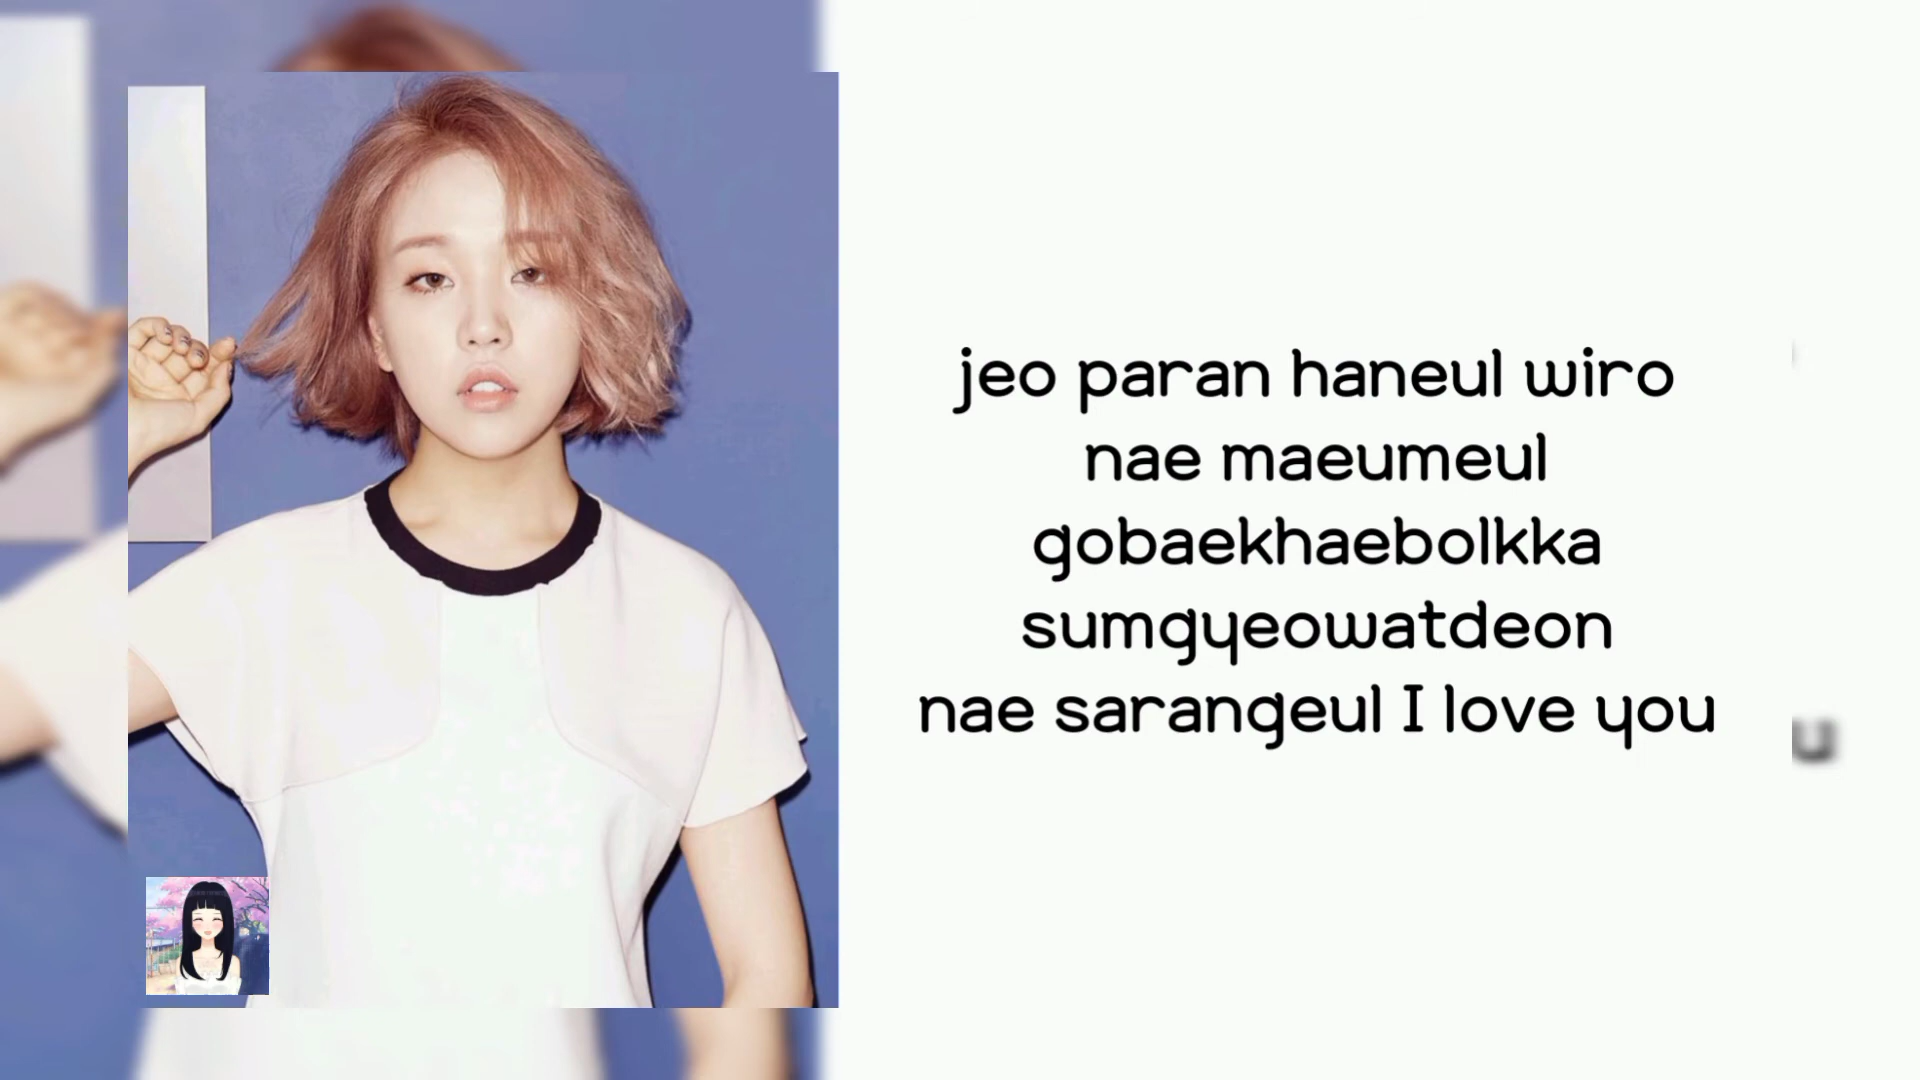 jeo paran haneul wiro
nae maeumeul
gobaekhaebolkka
sumgyeowatdeon
nae sarangeul I love you